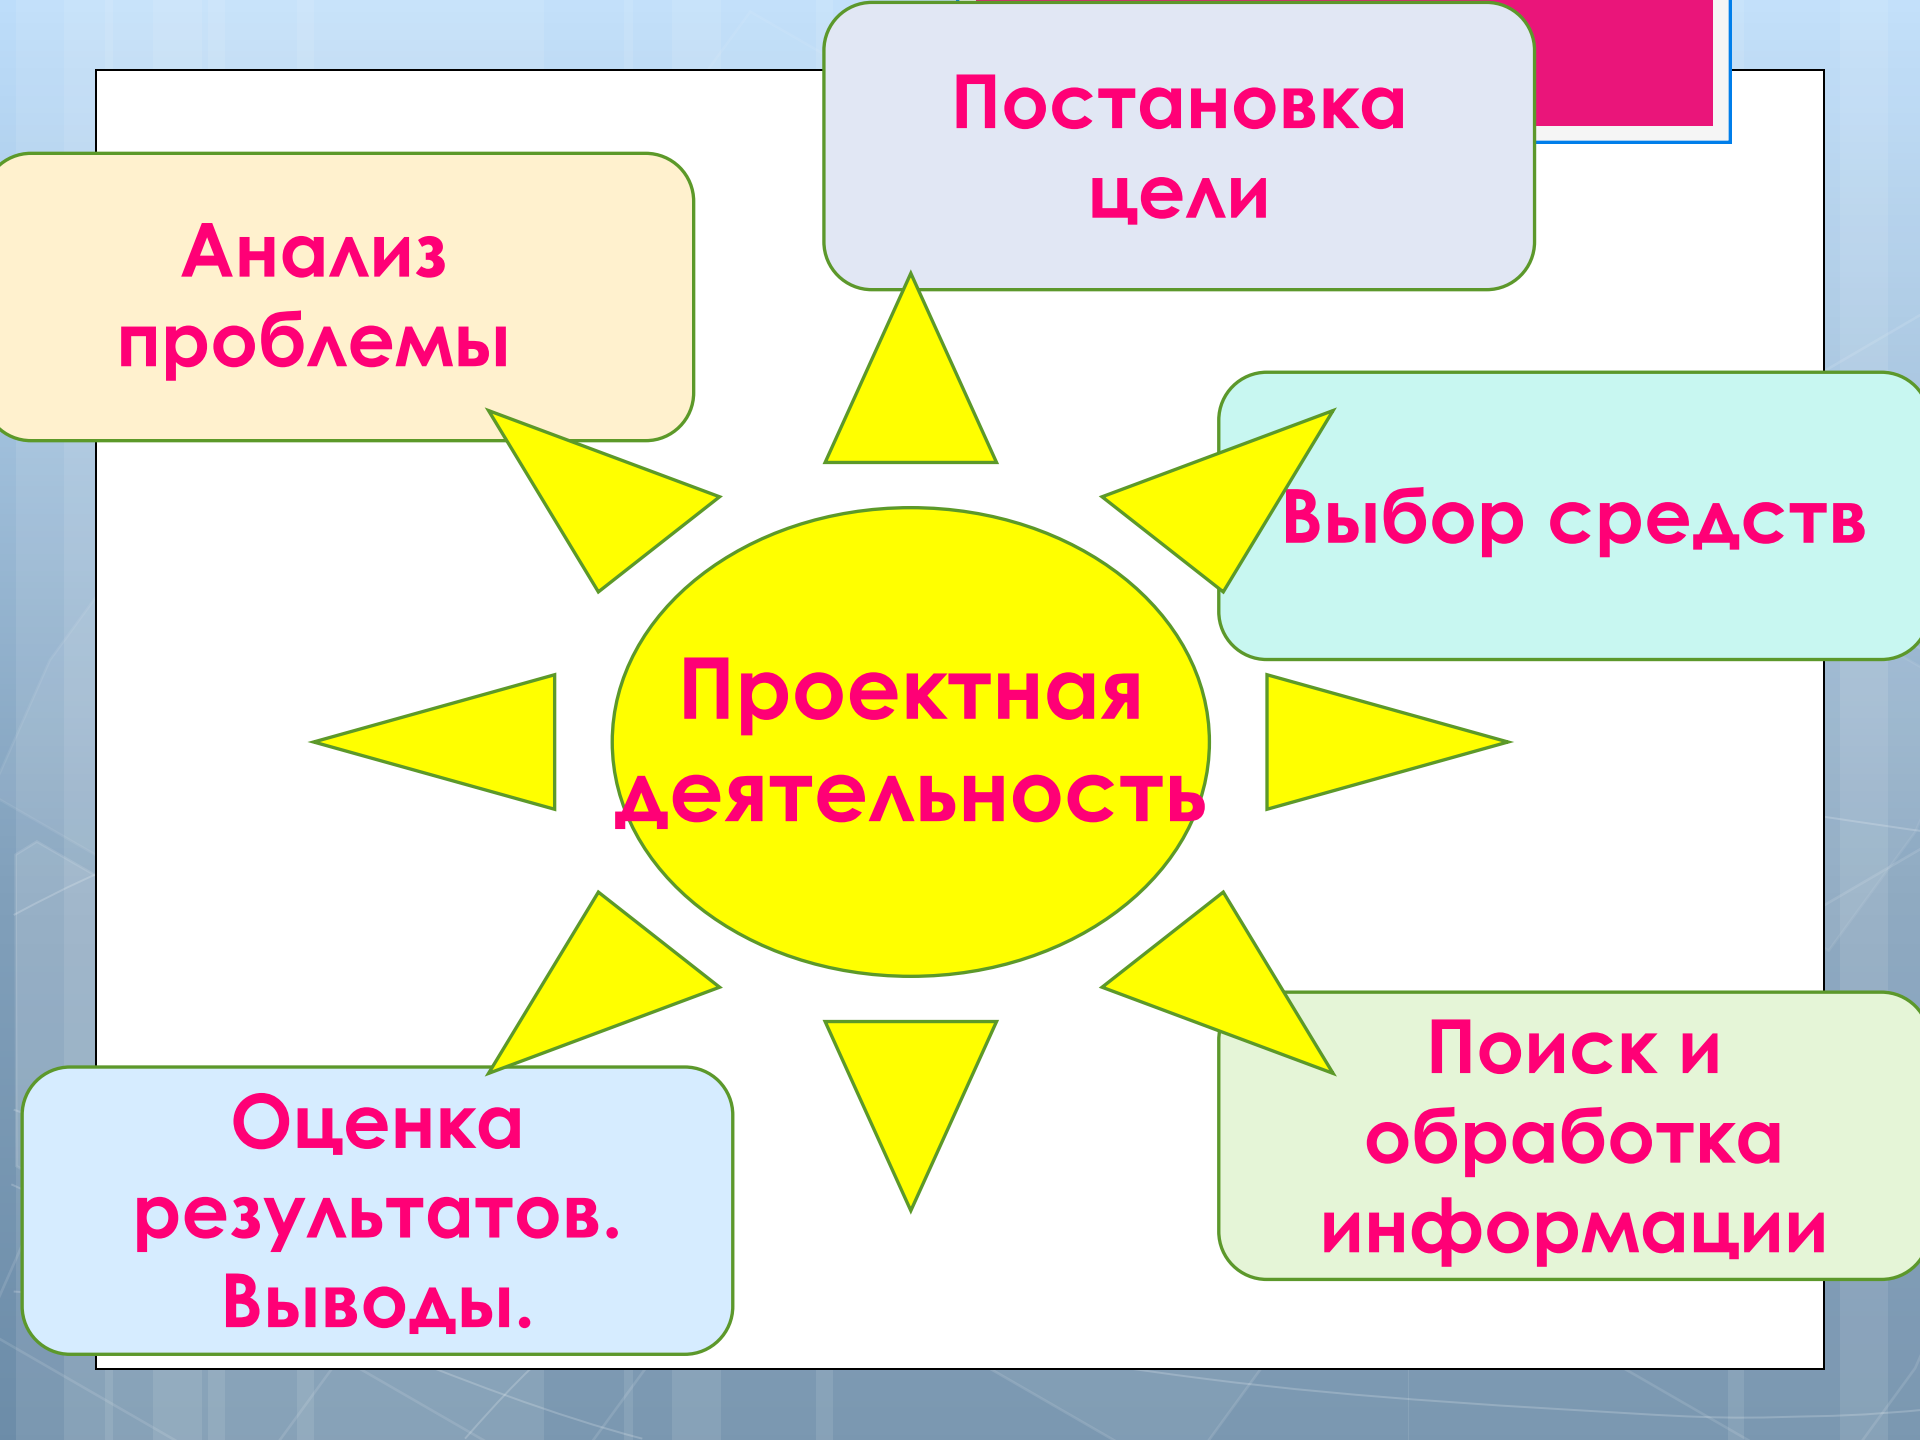 Постановка
цели
Анализ
проблемы
Выбор средств
Проектная
деятельность
Поиск и
обработка
информации
Оценка
результатов.
Выводы.